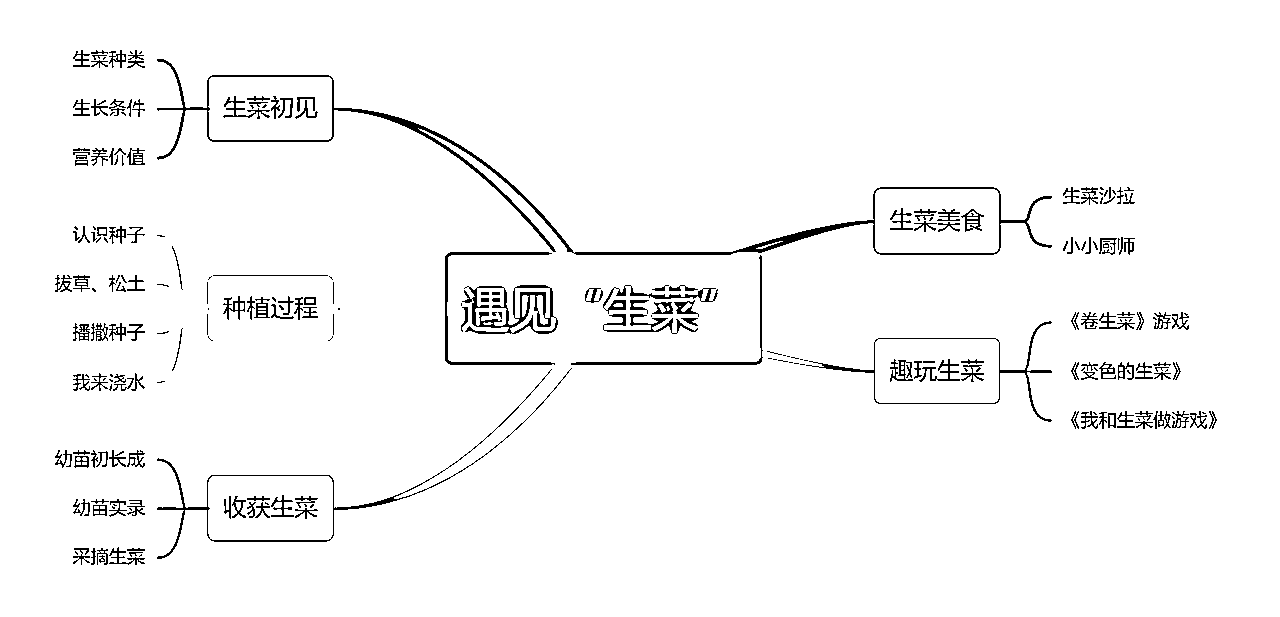 生菜种类
生长条件
营养价值
生菜初见
认识种子
拔草、松土
播撒种子
我来浇水
种植过程
幼苗初长成
幼苗实录
采摘生菜
收获生菜
遇见“生菜”
生菜美食
生菜沙拉
小小厨师
趣玩生菜
《卷生菜》游戏
《变色的生菜》
《我和生菜做游戏》